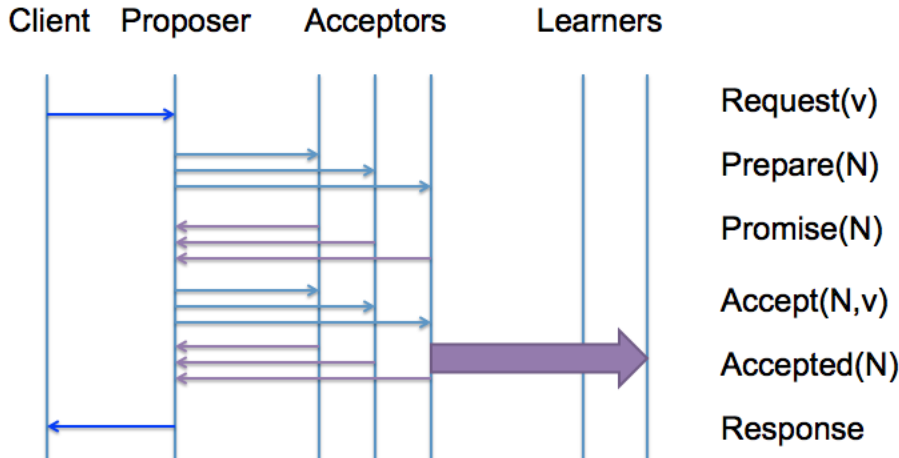 Client Proposer Acceptors Learners
Request(v)
Prepare(N)
Promise(N)
Accept(N,v)
Accepted(N)
Response